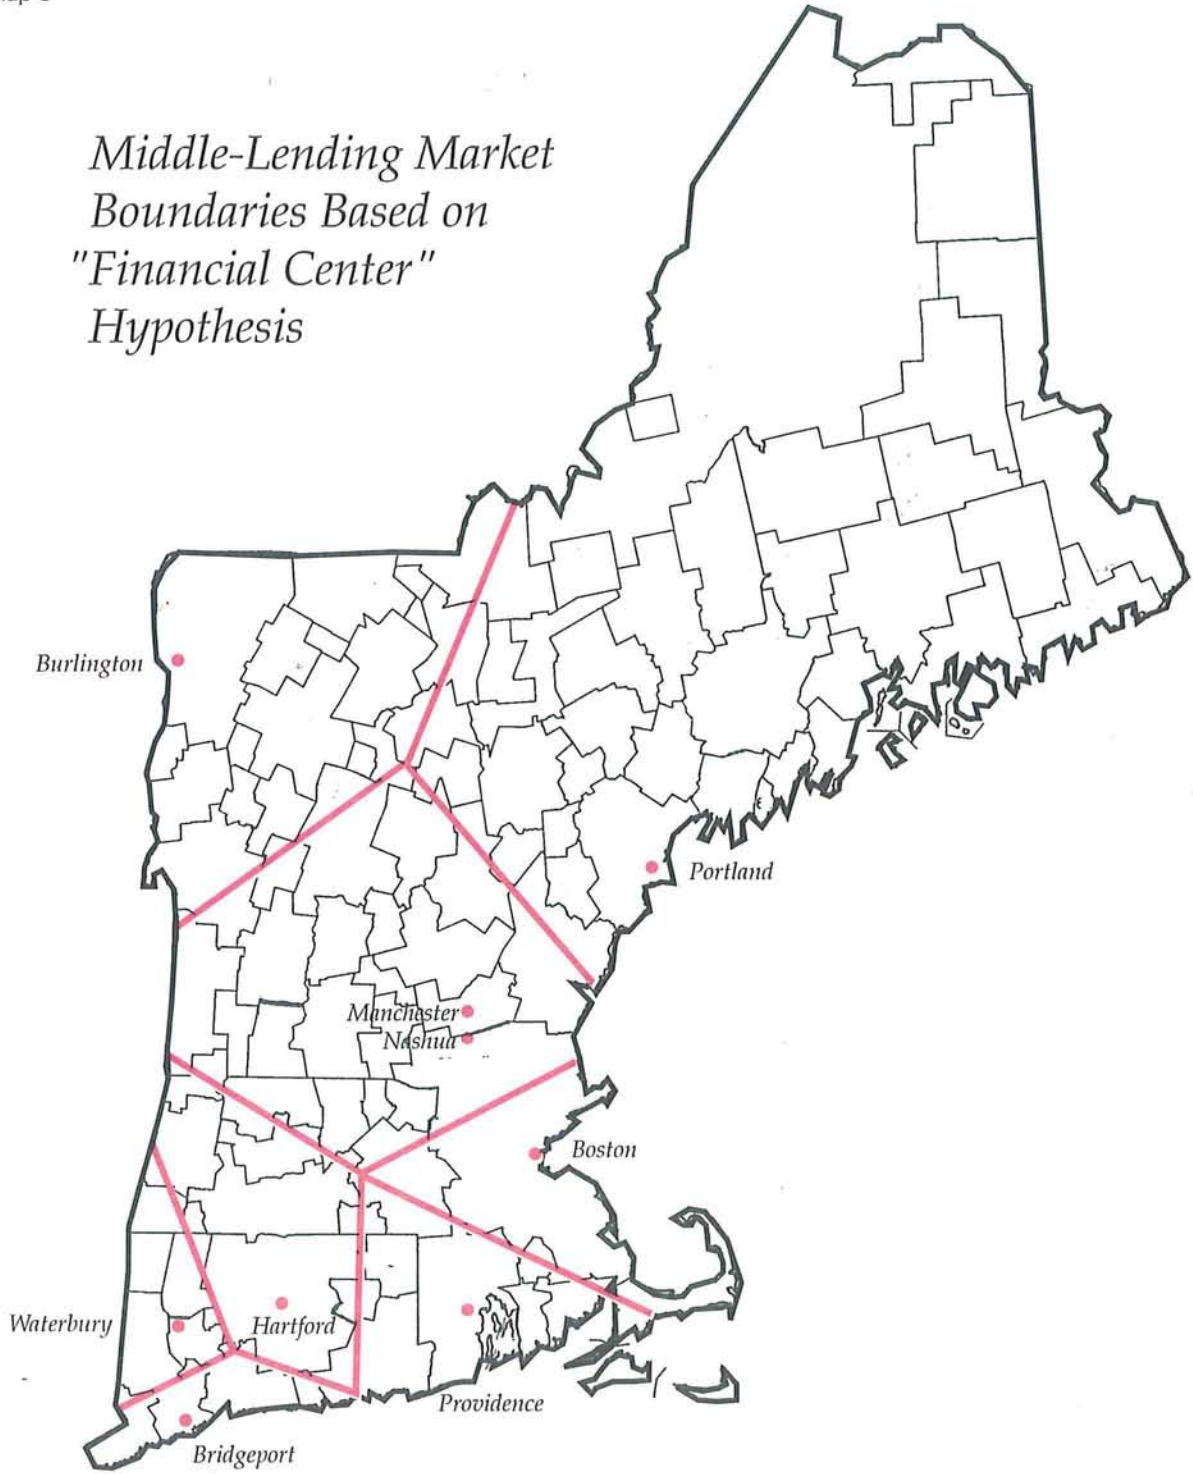 Middle-Lending Market
Boundaries Based on
"Financial Center"
Hypothesis
Burlington
Portland
Manchester
Nashua
Boston
Waterbury
Hartford
Providence
Bridgeport